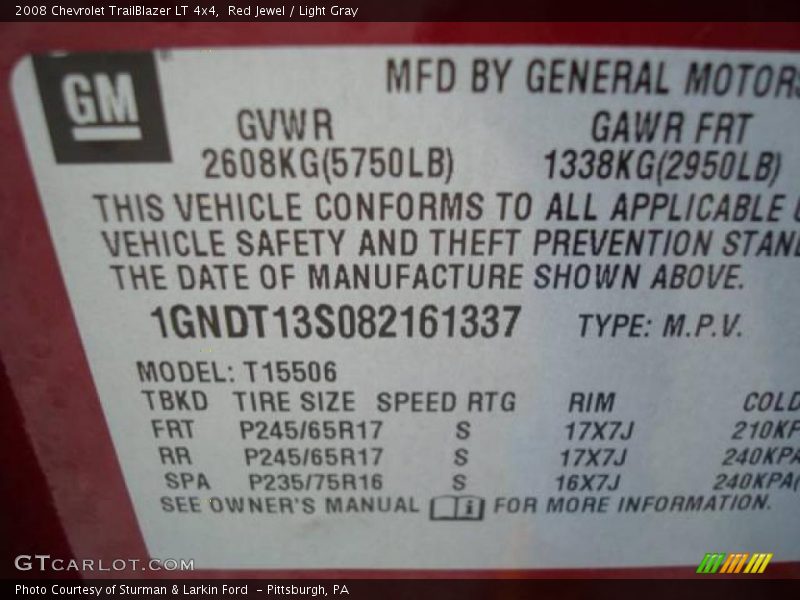 2008 Chevrolet TrailBlazer LT 4x4,  Red Jewel / Light Gray
GM
MFD BY GENERAL MOTORS
GVWR GAWR FRT
2608KG(5750LB) 1338KG(2950LB)
THIS VEHICLE CONFORMS TO ALL APPLICABLE
VEHICLE SAFETY AND THEFT PREVENTION STAN
THE DATE OF MANUFACTURE SHOWN ABOVE.
1GNDT13S082161337 TYPE: M.P.V.
MODEL: T15506
TBKD TIRE SIZE SPEED RTG RIM COLD
FRT P245/65R17 S 17X7J 210KP
RR P245/65R17 S 17X7J 240KPA
SPA P235/75R16 S 16X7J 240KPA(
SEE OWNER'S MANUAL i FOR MORE INFORMATION.
GTCARLOT.COM
Photo Courtesy of Sturman & Larkin Ford  - Pittsburgh, PA